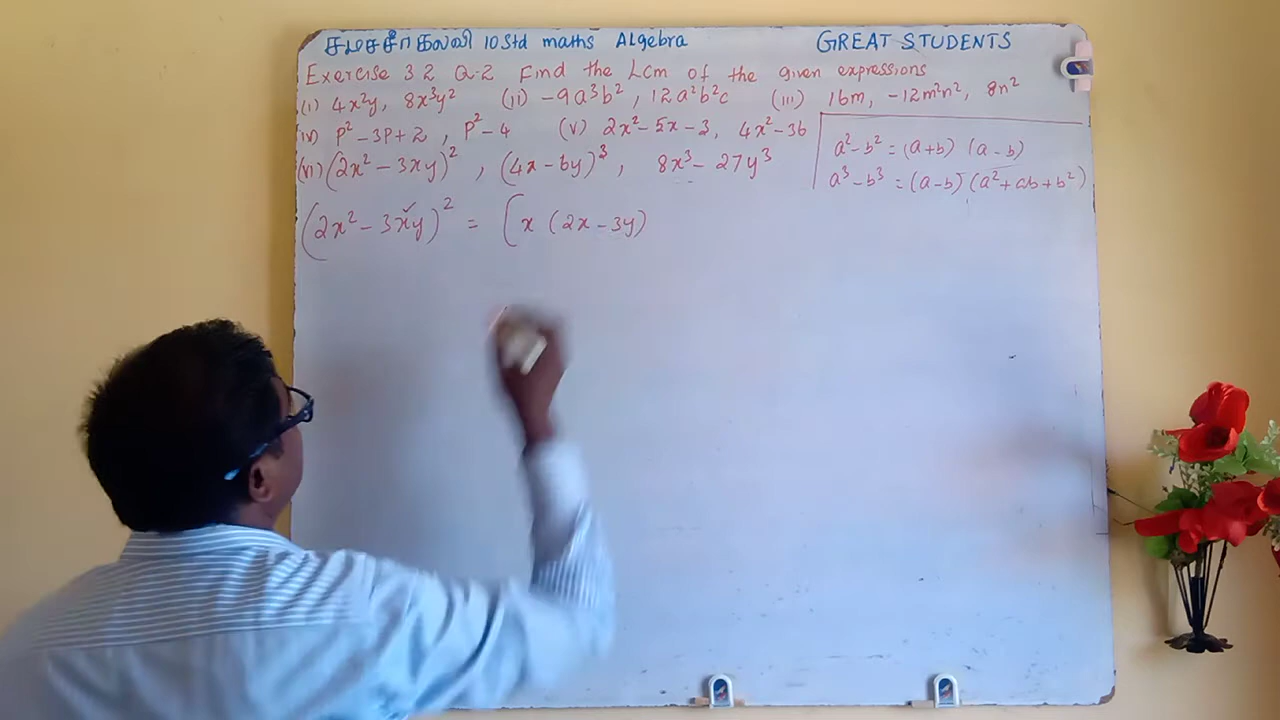 சமச்சீர் கல்வி 10 Std maths Algebra GREAT STUDENTS
Exercise 3.2 Q-2 Find the LCM of the given expressions
(i) 4x²y, 8x³y² (ii) -9a³b², 12a²b²c (iii) 16m, -12m²n², 8n²
(iv) p²-3p+2, p²-4 (v) 2x²-5x-3, 4x²-36
(vi) (2x²-3xy)², (4x-6y)³, 8x³-27y³
a²-b² = (a+b) (a-b)
a³-b³ = (a-b) (a²+ab+b²)
(2x²-3xy)² = (x (2x-3y)